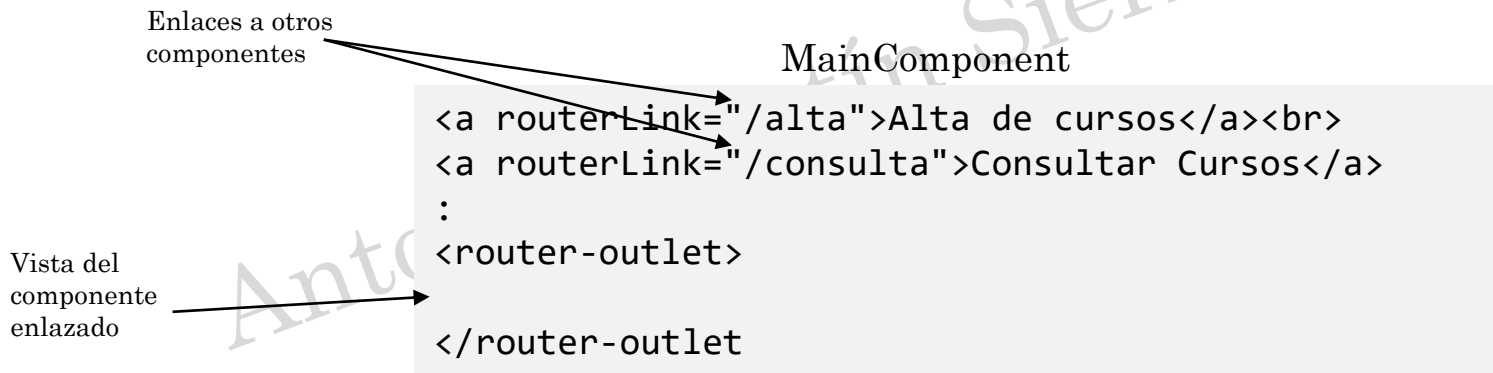 Enlaces a otros
componentes
MainComponent
<a routerLink="/alta">Alta de cursos</a><br>
<a routerLink="/consulta">Consultar Cursos</a>
:
<router-outlet>
Vista del
componente
enlazado
</router-outlet